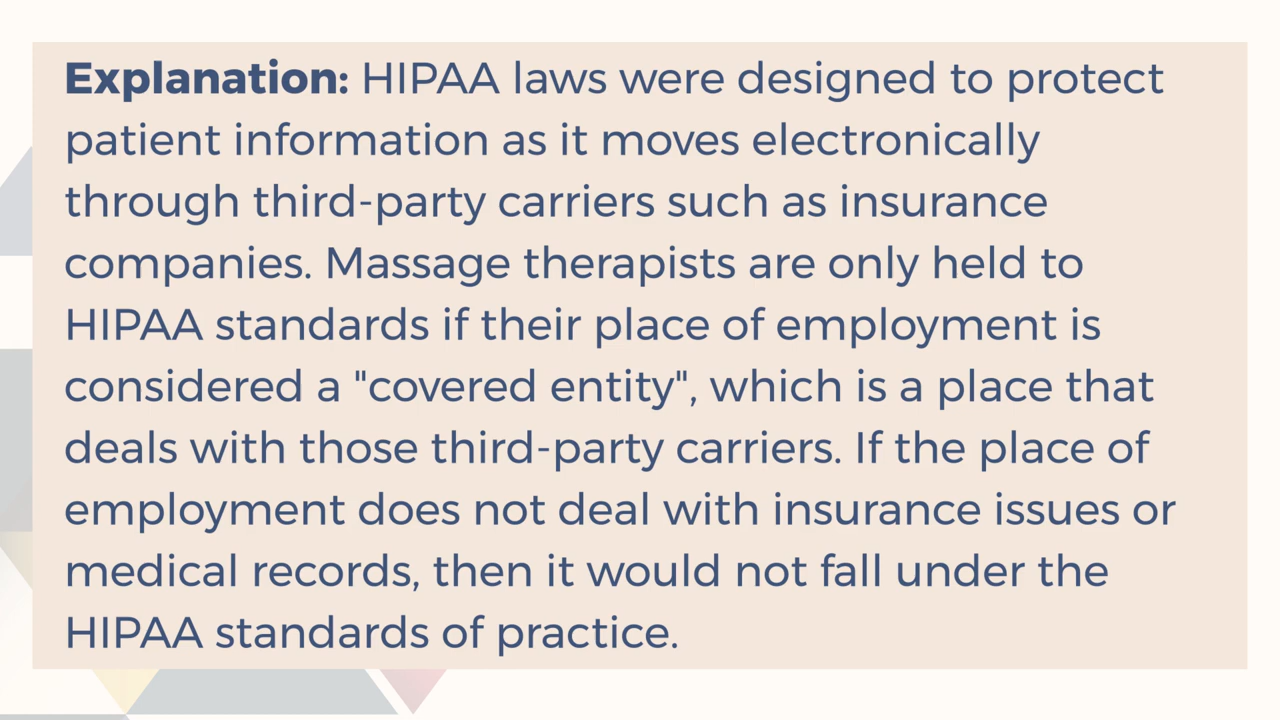 Explanation: HIPAA laws were designed to protect
patient information as it moves electronically
through third-party carriers such as insurance
companies. Massage therapists are only held to
HIPAA standards if their place of employment is
considered a "covered entity", which is a place that
deals with those third-party carriers. If the place of
employment does not deal with insurance issues or
medical records, then it would not fall under the
HIPAA standards of practice.